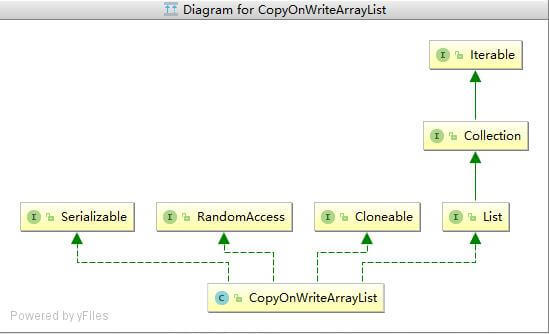 Diagram for CopyOnWriteArrayList
I Iterable
I Collection
I Serializable
I RandomAccess
I Cloneable
I List
C CopyOnWriteArrayList
Powered by yFiles